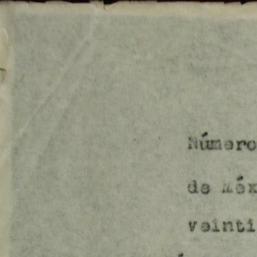 Número
de Méx
veinti